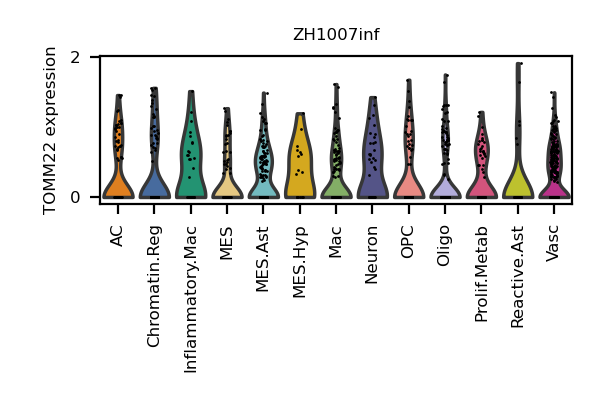 ZH1007inf
TOMM22 expression
2
0
AC
Chromatin.Reg
Inflammatory.Mac
MES
MES.Ast
MES.Hyp
Mac
Neuron
OPC
Oligo
Prolif.Metab
Reactive.Ast
Vasc